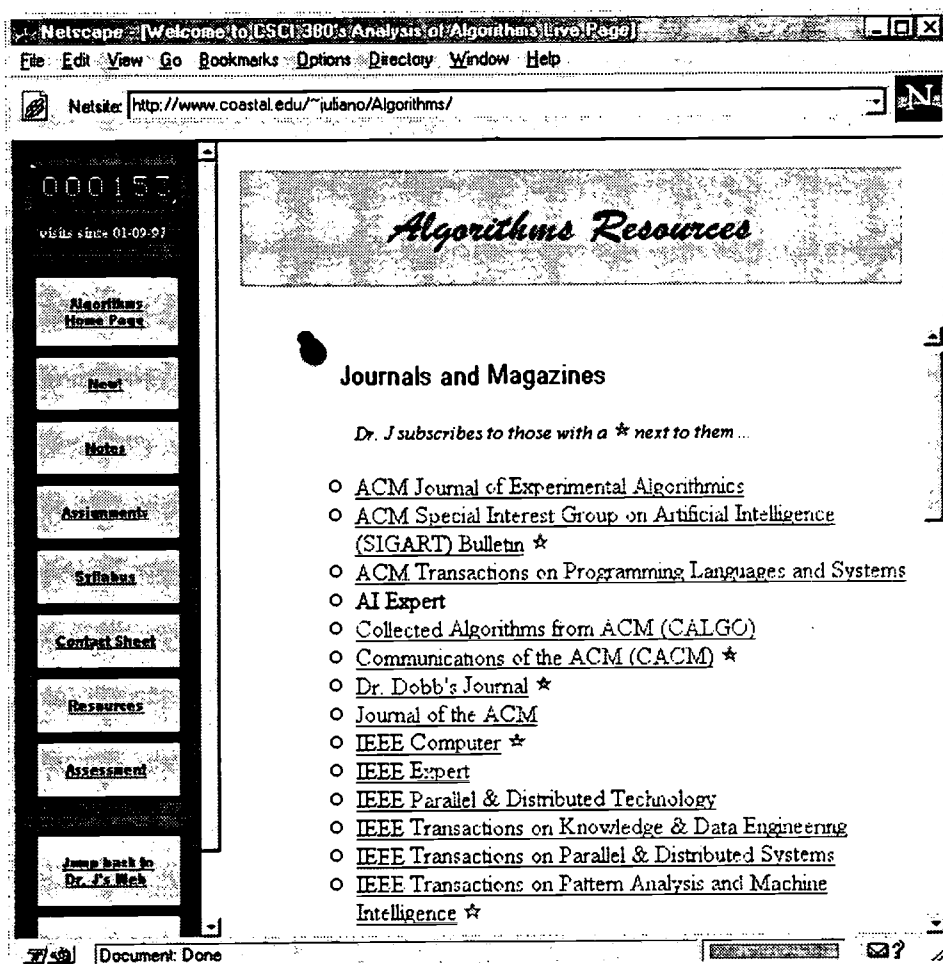 Netscape - [Welcome to CSCI 380's Analysis of Algorithms Live Page]
File Edit View Go Bookmarks Options Directory Window Help
Netsite: http://www.coastal.edu/~juliano/Algorithms/
N
visits since 01-09-97
Algorithms
Home Page
New!
Notes
Assignments
Syllabus
Contact Sheet
Resources
Assessment
Jump back to
Dr. J's Web
Algorithms Resources
Journals and Magazines
Dr. J subscribes to those with a ☆ next to them ...
ACM Journal of Experimental Algorithmics
ACM Special Interest Group on Artificial Intelligence
(SIGART) Bulletin ☆
ACM Transactions on Programming Languages and Systems
AI Expert
Collected Algorithms from ACM (CALGO)
Communications of the ACM (CACM) ☆
Dr. Dobb's Journal ☆
Journal of the ACM
IEEE Computer ☆
IEEE Expert
IEEE Parallel & Distributed Technology
IEEE Transactions on Knowledge & Data Engineering
IEEE Transactions on Parallel & Distributed Systems
IEEE Transactions on Pattern Analysis and Machine
Intelligence ☆
Document: Done
?